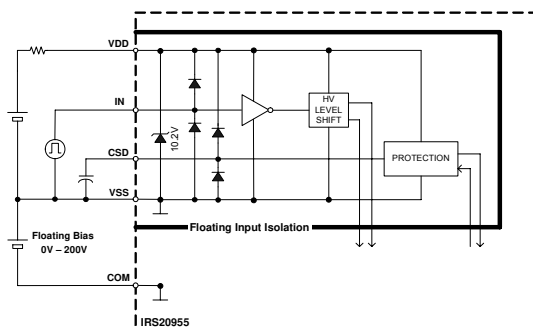 VDD
IN
HV
LEVEL
SHIFT
10.2V
CSD
PROTECTION
VSS
Floating Input Isolation
Floating Bias
0V – 200V
COM
IRS20955